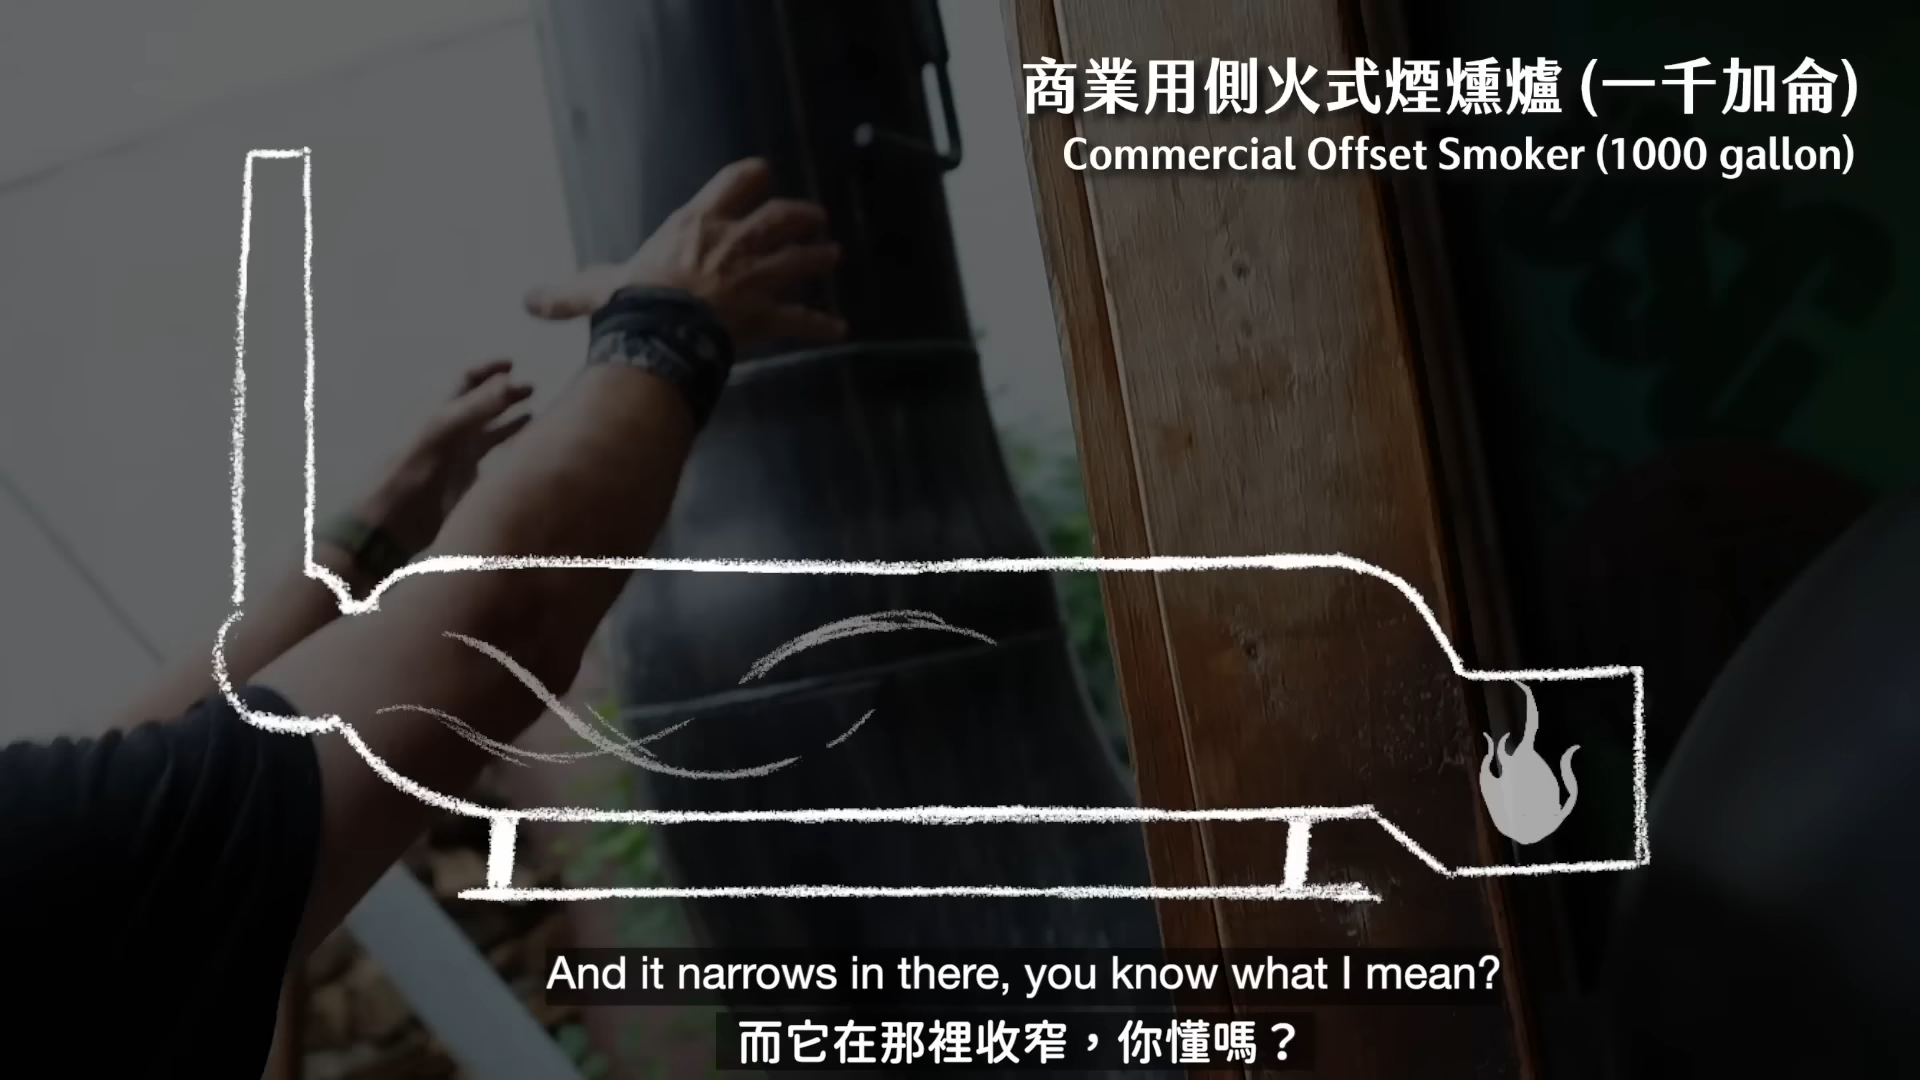 商業用側火式煙燻爐 (一千加侖)
Commercial Offset Smoker (1000 gallon)
And it narrows in there, you know what I mean?
而它在那裡收窄，你懂嗎？